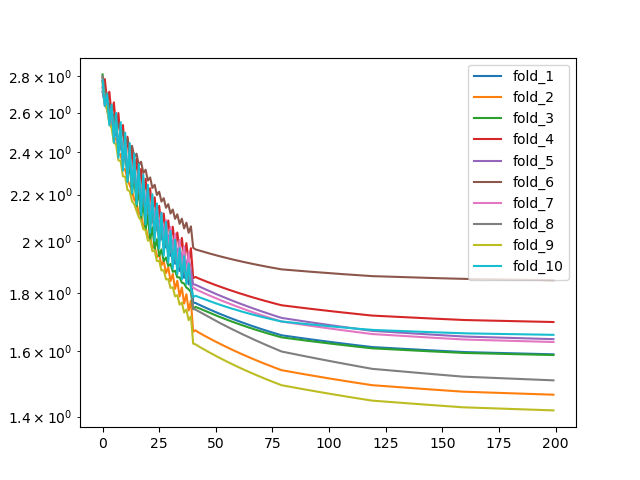 2.8 × 10⁰
2.6 × 10⁰
2.4 × 10⁰
2.2 × 10⁰
2 × 10⁰
1.8 × 10⁰
1.6 × 10⁰
1.4 × 10⁰
0
25
50
75
100
125
150
175
200
fold_1
fold_2
fold_3
fold_4
fold_5
fold_6
fold_7
fold_8
fold_9
fold_10